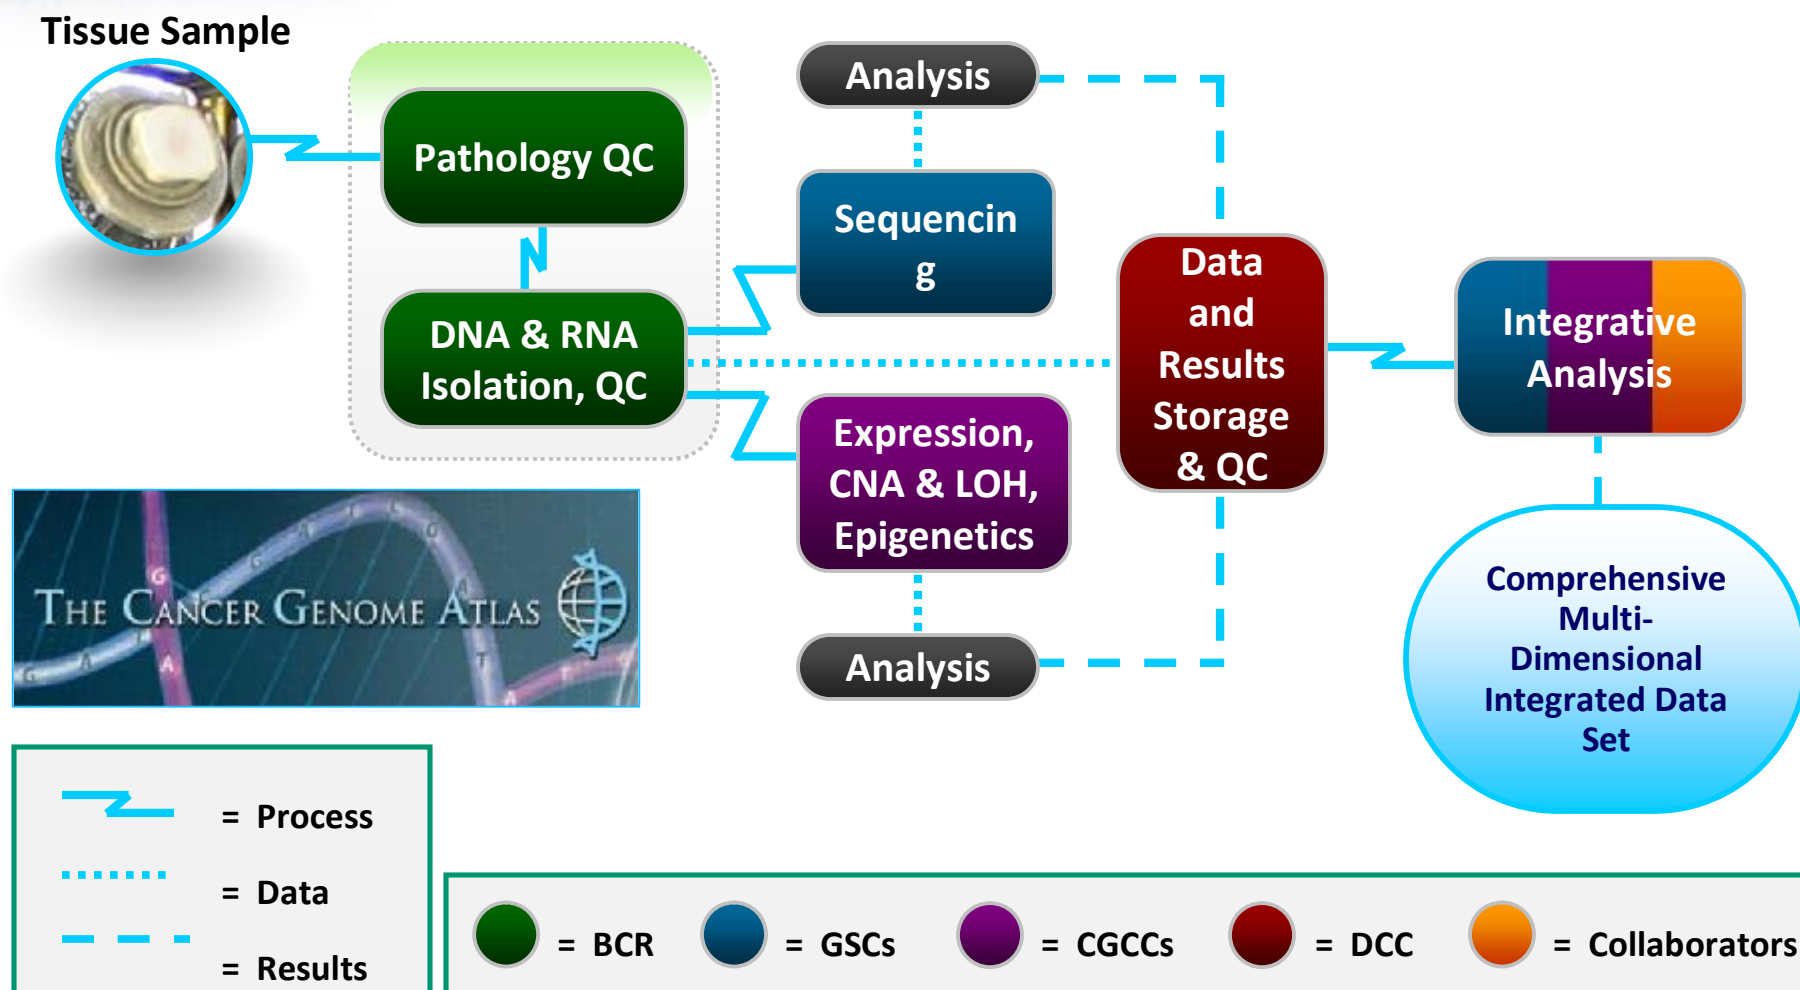 Tissue Sample
Pathology QC
DNA & RNA
Isolation, QC
Analysis
Sequencin
g
Expression,
CNA & LOH,
Epigenetics
Analysis
Data
and
Results
Storage
& QC
Integrative
Analysis
Comprehensive
Multi-
Dimensional
Integrated Data
Set
THE CANCER GENOME ATLAS
= Process
= Data
= Results
= BCR
= GSCs
= CGCCs
= DCC
= Collaborators